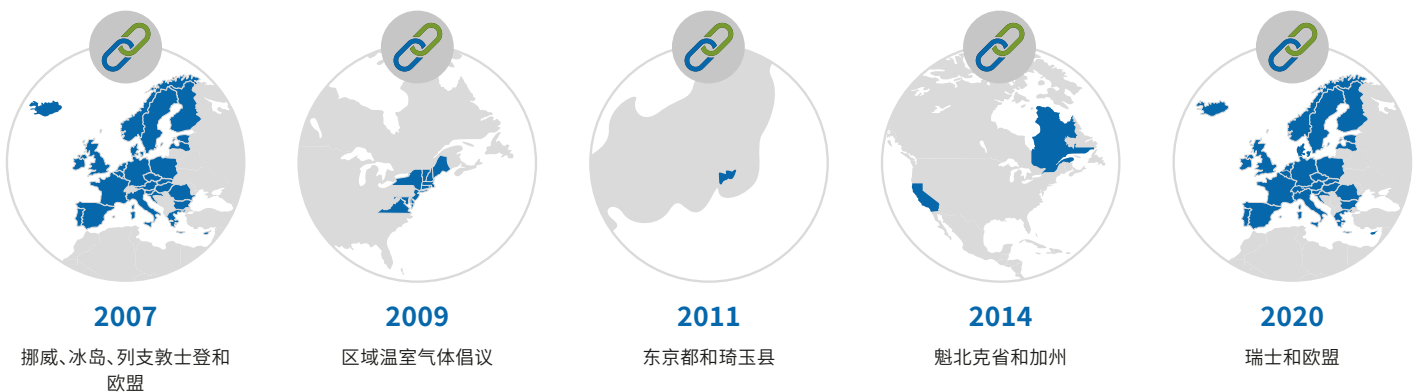 2007
挪威、冰岛、列支敦士登和
欧盟
2009
区域温室气体倡议
2011
东京都和琦玉县
2014
魁北克省和加州
2020
瑞士和欧盟